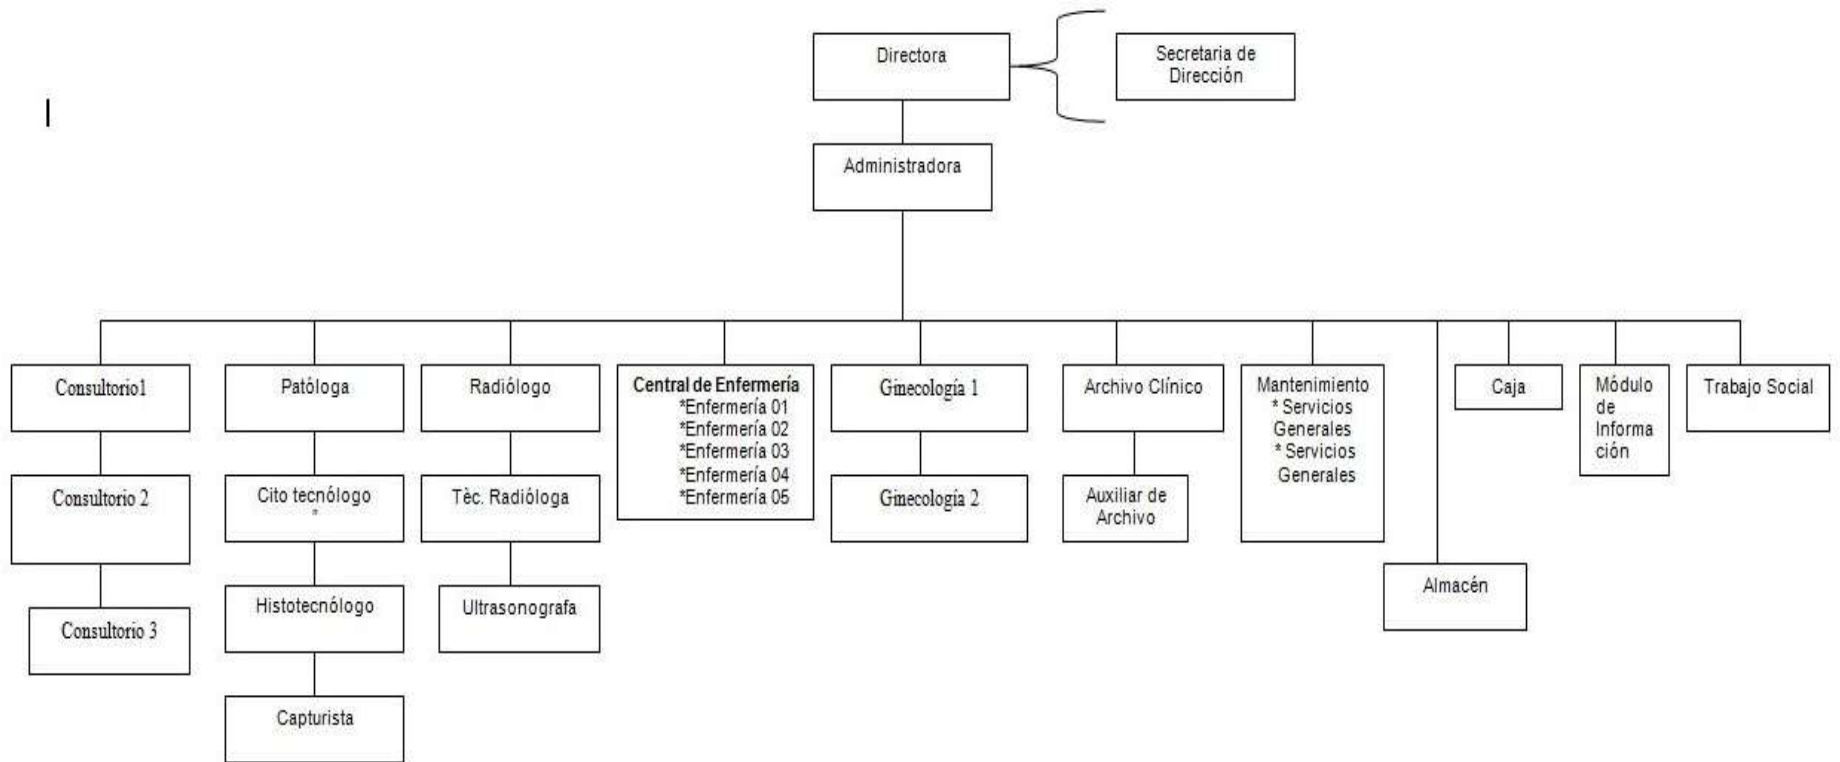 Directora
Secretaria de
Dirección
Administradora
Consultorio1
Patóloga
Radiólogo
Central de Enfermería
*Enfermería 01
*Enfermería 02
*Enfermería 03
*Enfermería 04
*Enfermería 05
Ginecología 1
Archivo Clínico
Mantenimiento
* Servicios
Generales
* Servicios
Generales
Caja
Módulo
de
Informa
ción
Trabajo Social
Consultorio 2
Cito tecnólogo
*
Tèc. Radióloga
Ginecología 2
Auxiliar de
Archivo
Almacén
Consultorio 3
Histotecnólogo
Ultrasonografa
Capturista